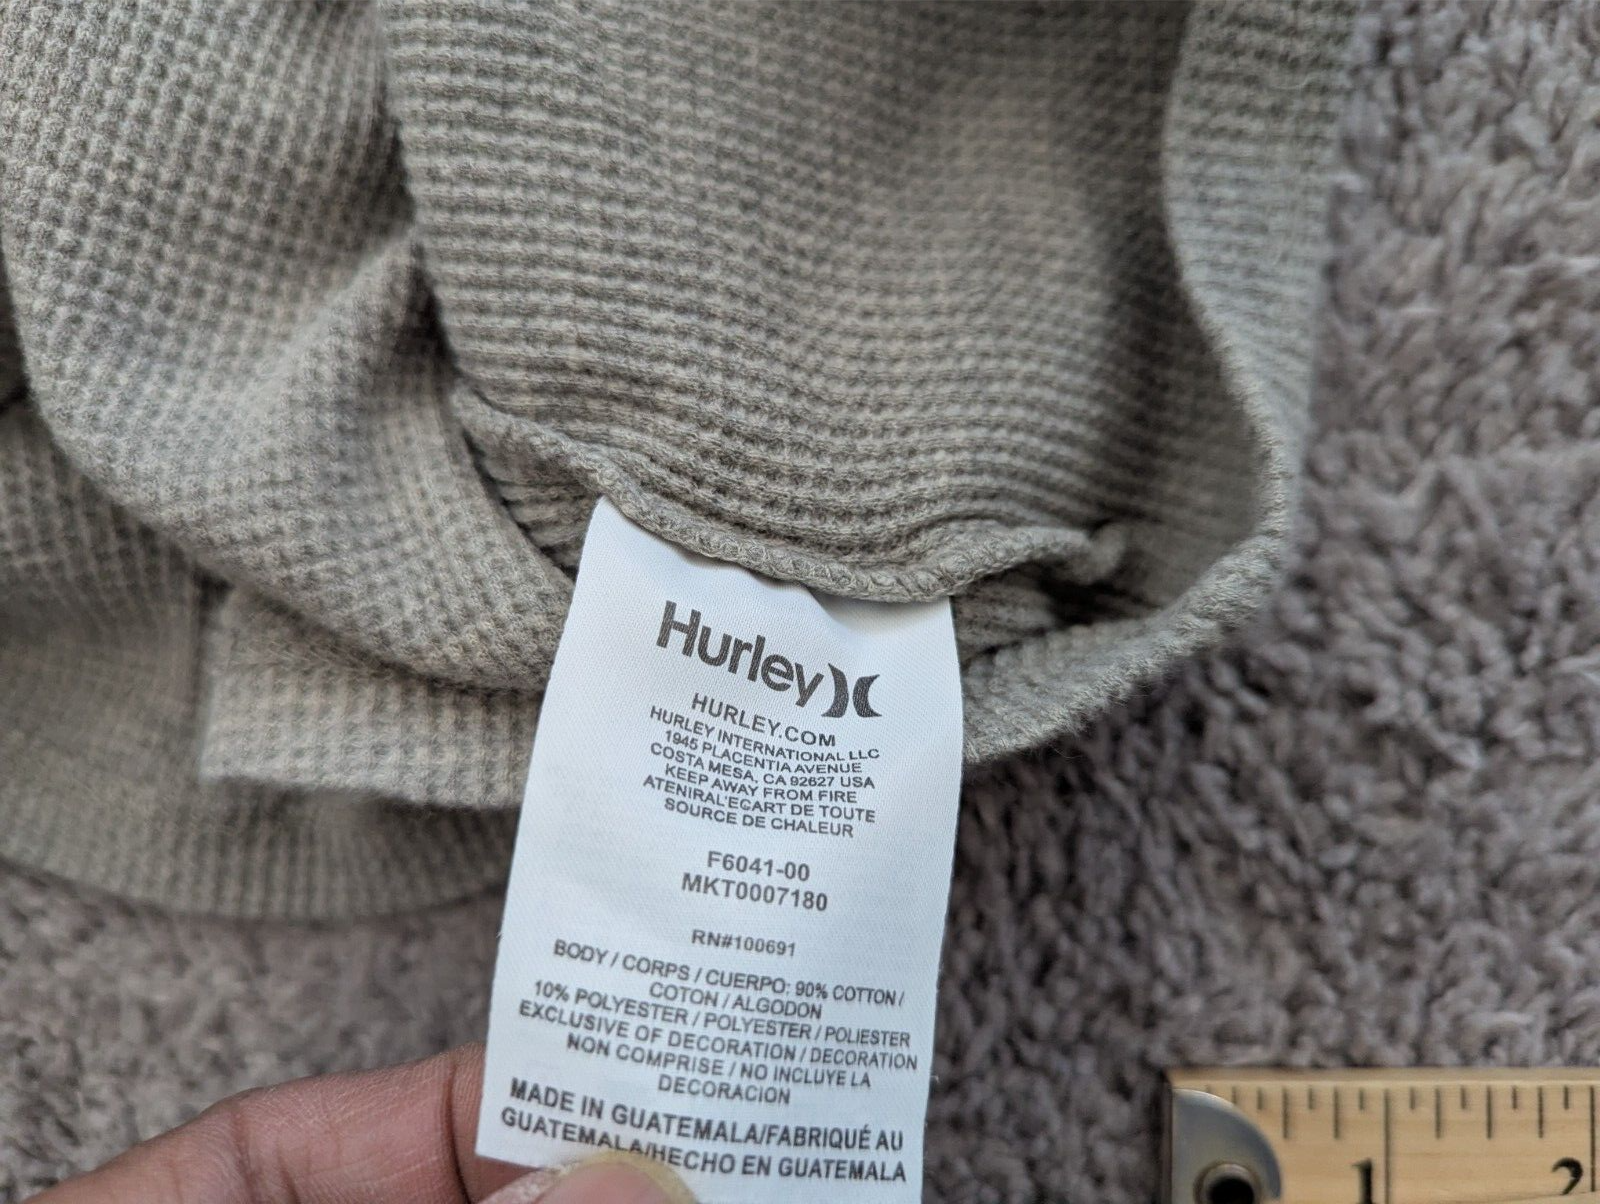 Hurley
HURLEY.COM
HURLEY INTERNATIONAL LLC
1945 PLACENTIA AVENUE
COSTA MESA, CA 92627 USA
KEEP AWAY FROM FIRE
ATENIRAL'ECART DE TOUTE
SOURCE DE CHALEUR
F6041-00
MKT0007180
RN#100691
BODY / CORPS / CUERPO: 90% COTTON /
COTON / ALGODON
10% POLYESTER / POLYESTER / POLIESTER
EXCLUSIVE OF DECORATION / DECORATION
NON COMPRISE / NO INCLUYE LA
DECORACION
MADE IN GUATEMALA/FABRIQUÉ AU
GUATEMALA/HECHO EN GUATEMALA
1 2